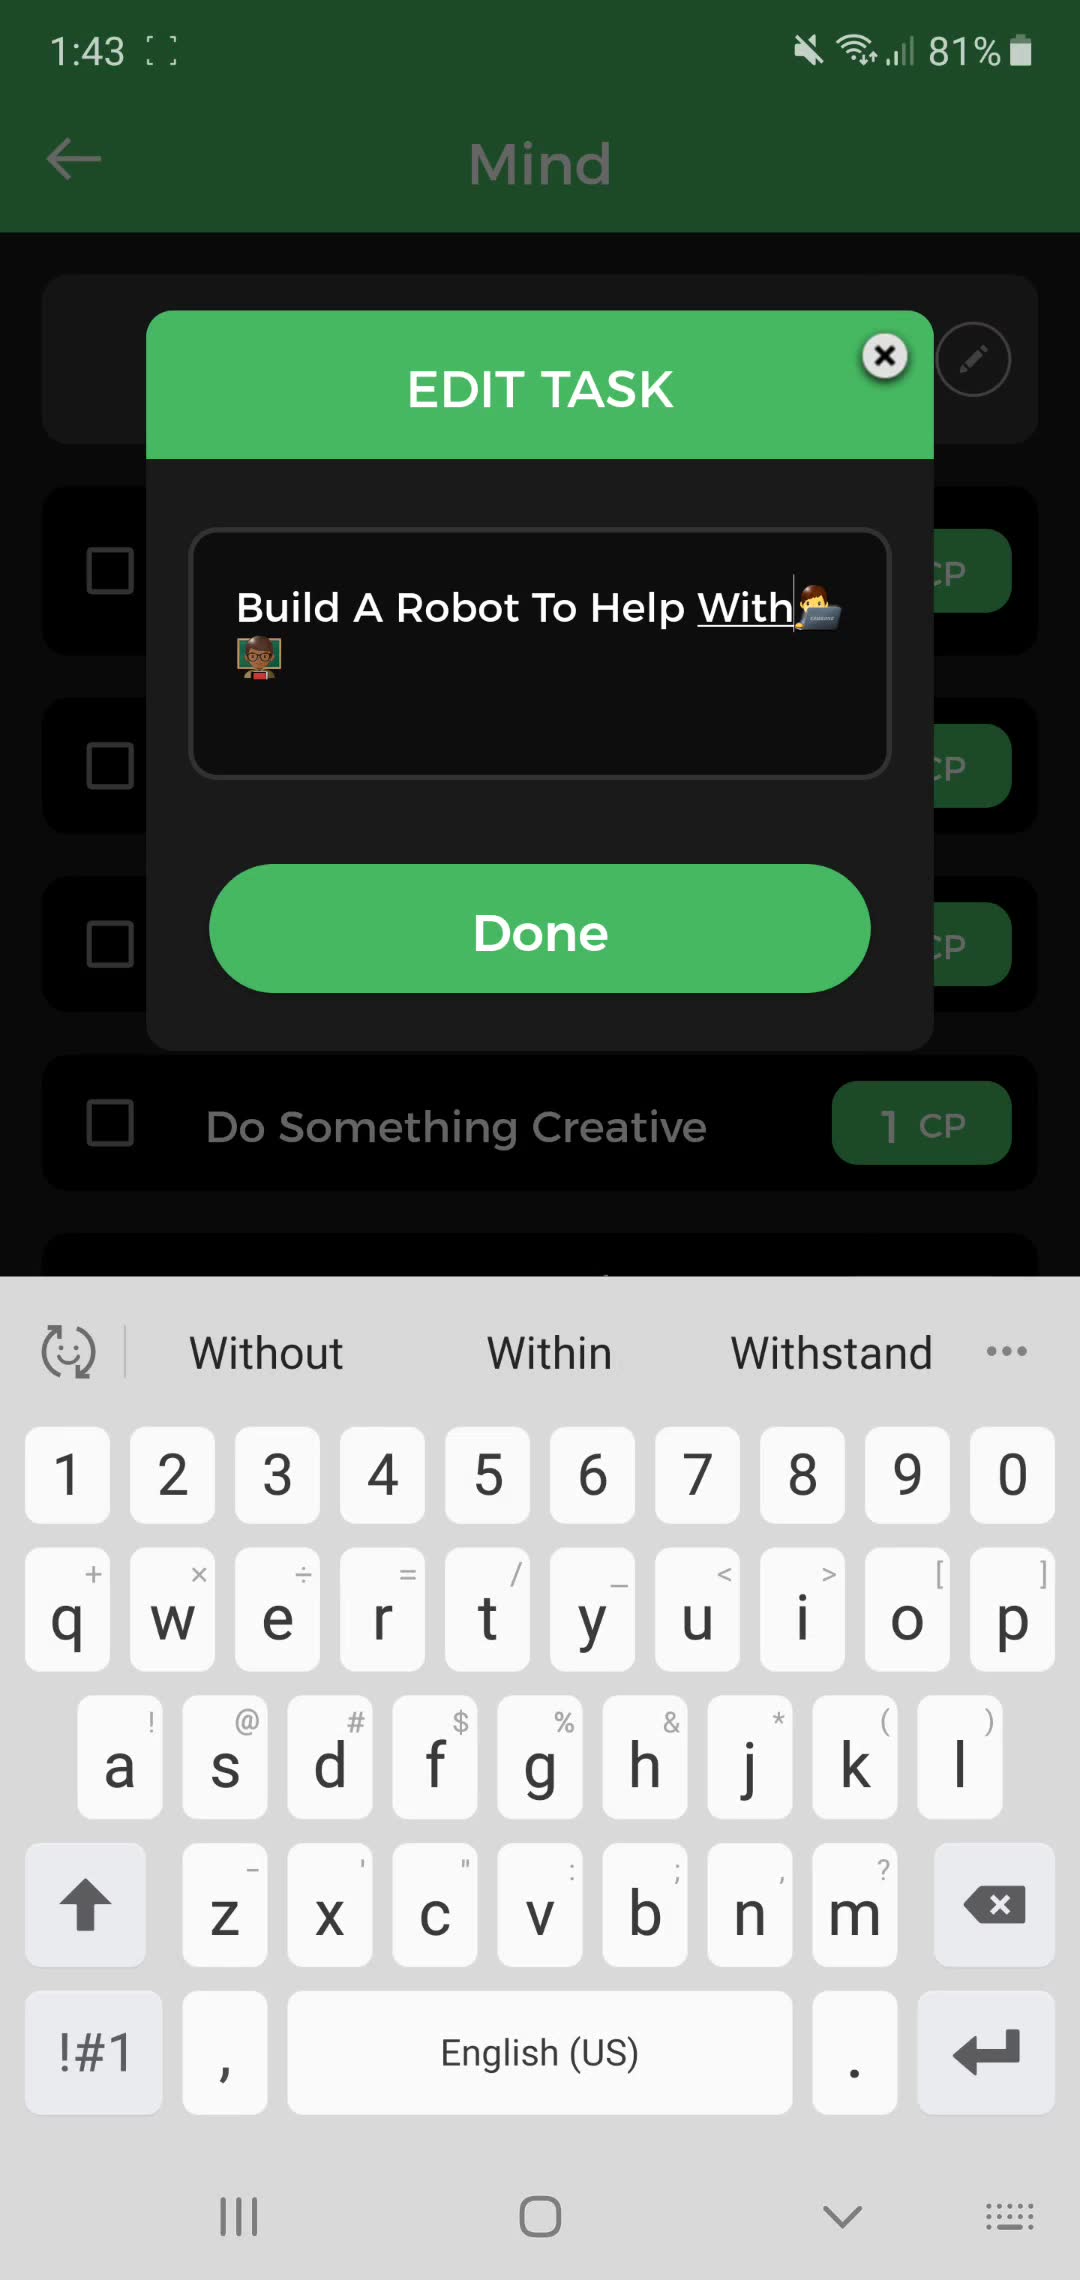 1:43 81%
Mind
EDIT TASK
Build A Robot To Help With👨‍💻
👨🏾‍🏫
CP
CP
CP
Done
Do Something Creative 1 CP
Without Within Withstand
1 2 3 4 5 6 7 8 9 0
+ × ÷ = / _ < > [ ]
q w e r t y u i o p
! @ # $ % & * ( )
a s d f g h j k l
- ' " : ; , ?
z x c v b n m
!#1 , English (US) .